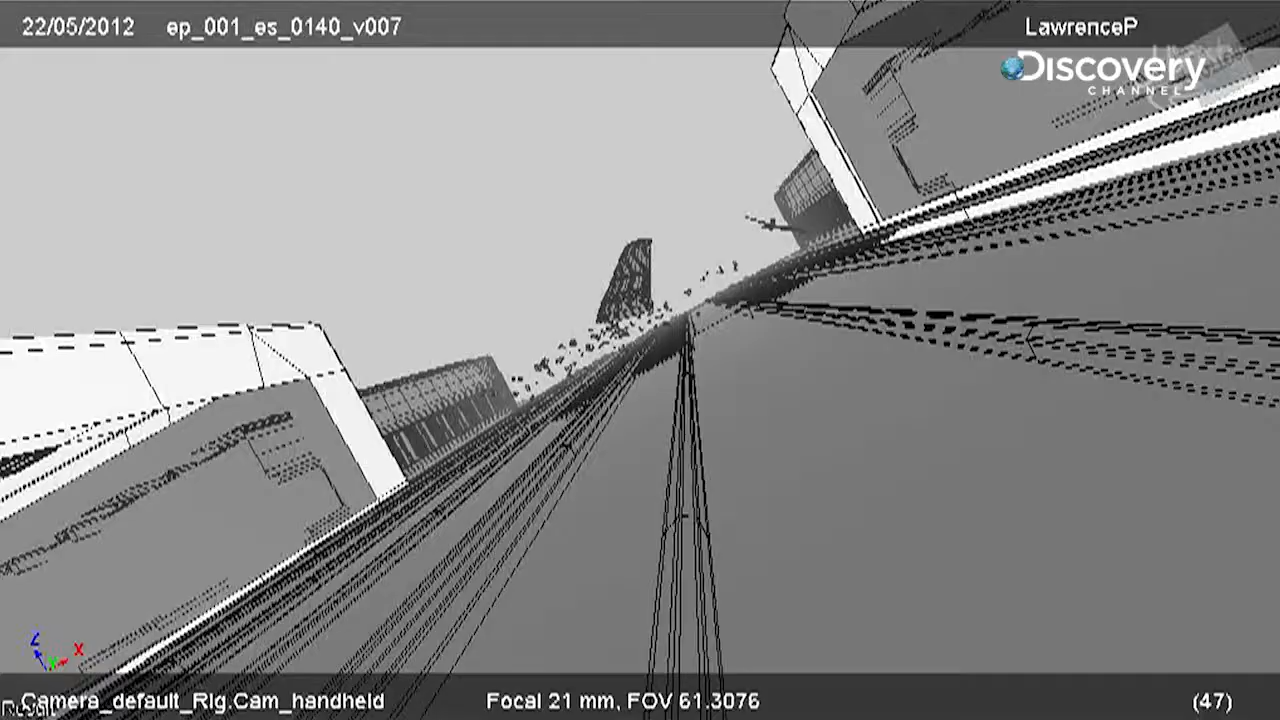 22/05/2012 ep_001_es_0140_v007 LawrenceP
Discovery
CHANNEL
Z
X
Y
Camera_default_Rig.Cam_handheld Focal 21 mm, FOV 61.3076 (47)